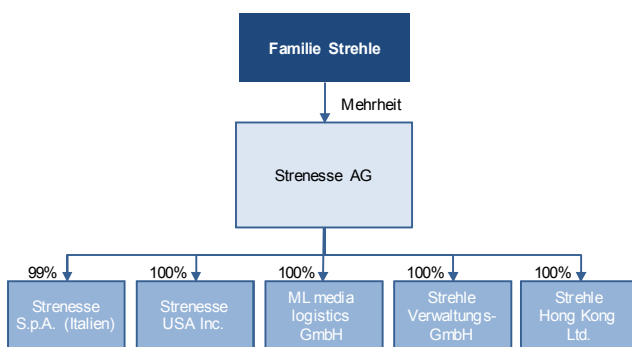 Familie Strehle
Mehrheit
Strenesse AG
99%
100%
100%
100%
100%
Strenesse
S.p.A. (Italien)
Strenesse
USA Inc.
ML media
logistics
GmbH
Strehle
Verwaltungs-
GmbH
Strehle
Hong Kong
Ltd.